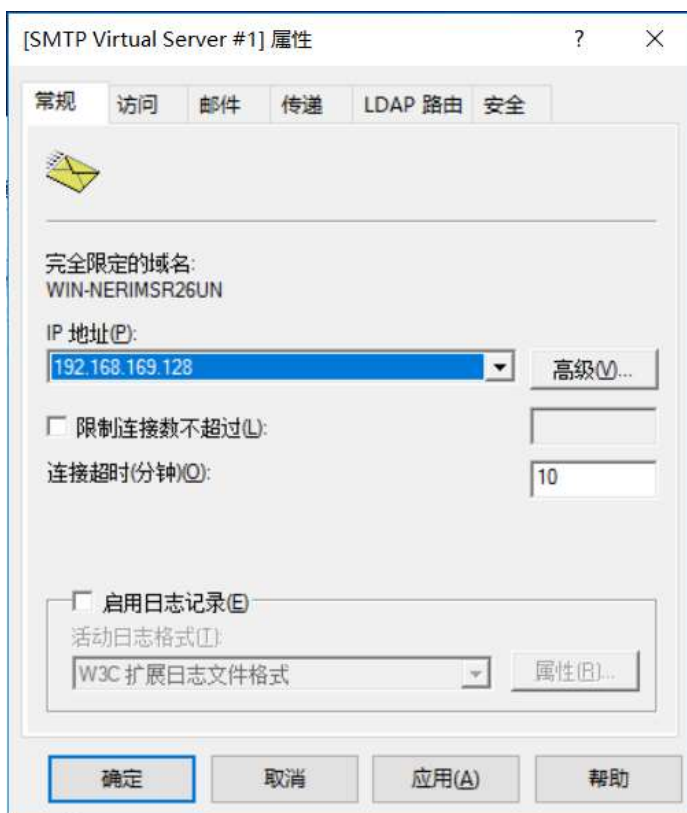 [SMTP Virtual Server #1] 属性
常规 访问 邮件 传递 LDAP 路由 安全
完全限定的域名:
WIN-NERIMSR26UN
IP 地址(P):
192.168.169.128 高级(V)...
限制连接数不超过(L):
连接超时(分钟)(O): 10
启用日志记录(E)
活动日志格式(T):
W3C 扩展日志文件格式 属性(R)...
确定 取消 应用(A) 帮助